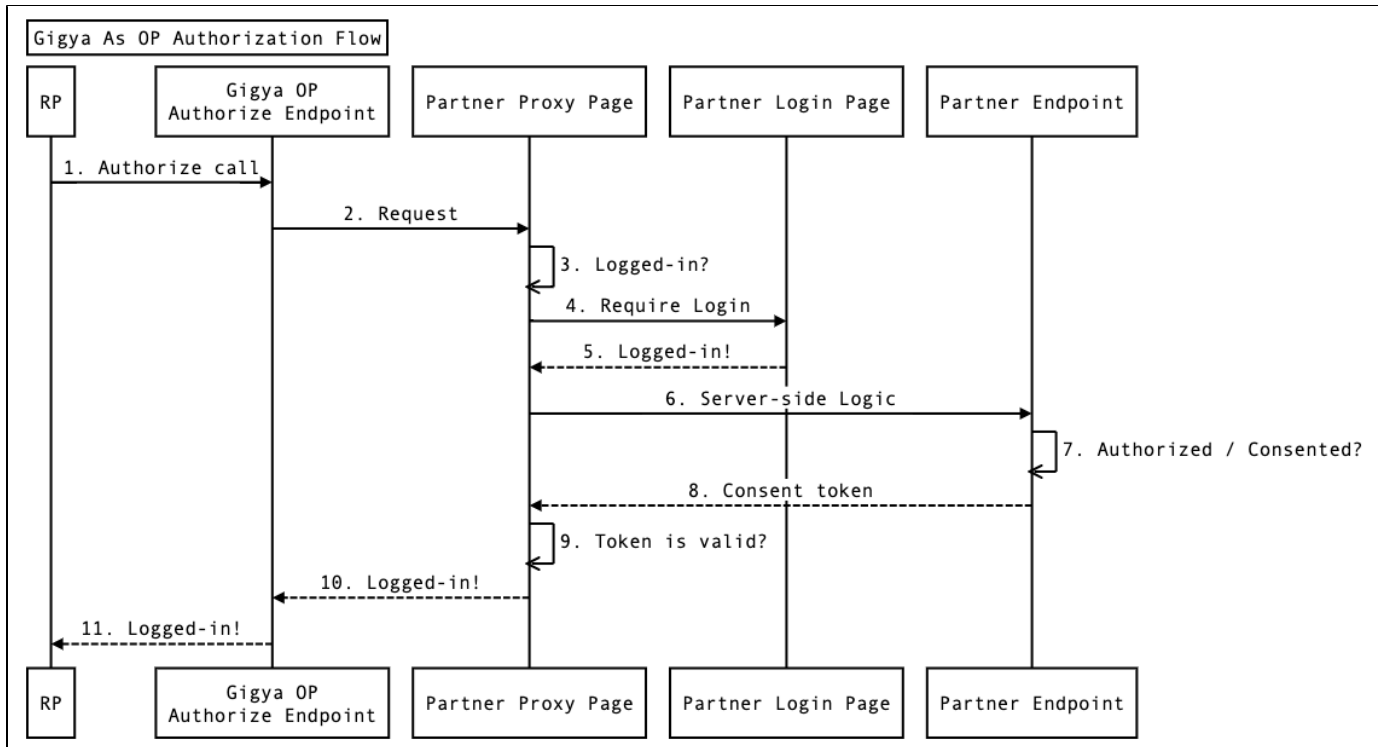 Gigya As OP Authorization Flow
RP
Gigya OP
Authorize Endpoint
Partner Proxy Page
Partner Login Page
Partner Endpoint
1. Authorize call
2. Request
3. Logged-in?
4. Require Login
5. Logged-in!
6. Server-side Logic
7. Authorized / Consented?
8. Consent token
9. Token is valid?
10. Logged-in!
11. Logged-in!
RP
Gigya OP
Authorize Endpoint
Partner Proxy Page
Partner Login Page
Partner Endpoint